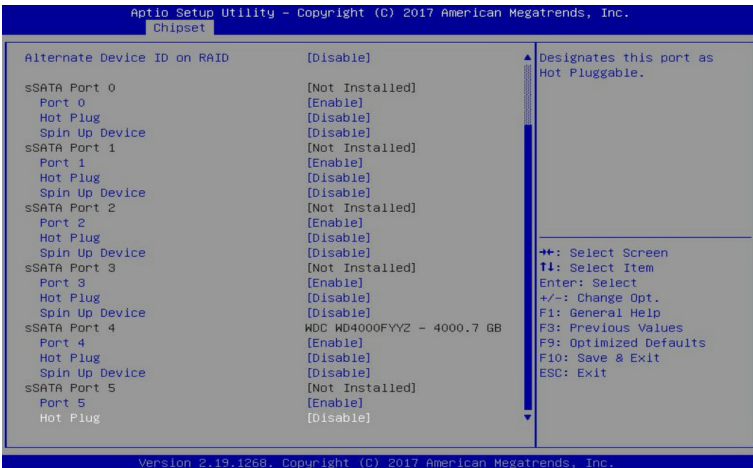 Aptio Setup Utility – Copyright (C) 2017 American Megatrends, Inc.
Chipset
Alternate Device ID on RAID [Disable]
sSATA Port 0 [Not Installed]
Port 0 [Enable]
Hot Plug [Disable]
Spin Up Device [Disable]
sSATA Port 1 [Not Installed]
Port 1 [Enable]
Hot Plug [Disable]
Spin Up Device [Disable]
sSATA Port 2 [Not Installed]
Port 2 [Enable]
Hot Plug [Disable]
Spin Up Device [Disable]
sSATA Port 3 [Not Installed]
Port 3 [Enable]
Hot Plug [Disable]
Spin Up Device [Disable]
sSATA Port 4 WDC WD4000FYYZ – 4000.7 GB
Port 4 [Enable]
Hot Plug [Disable]
Spin Up Device [Disable]
sSATA Port 5 [Not Installed]
Port 5 [Enable]
Hot Plug [Disable]
Designates this port as
Hot Pluggable.
→←: Select Screen
↑↓: Select Item
Enter: Select
+/-: Change Opt.
F1: General Help
F3: Previous Values
F9: Optimized Defaults
F10: Save & Exit
ESC: Exit
Version 2.19.1268. Copyright (C) 2017 American Megatrends, Inc.